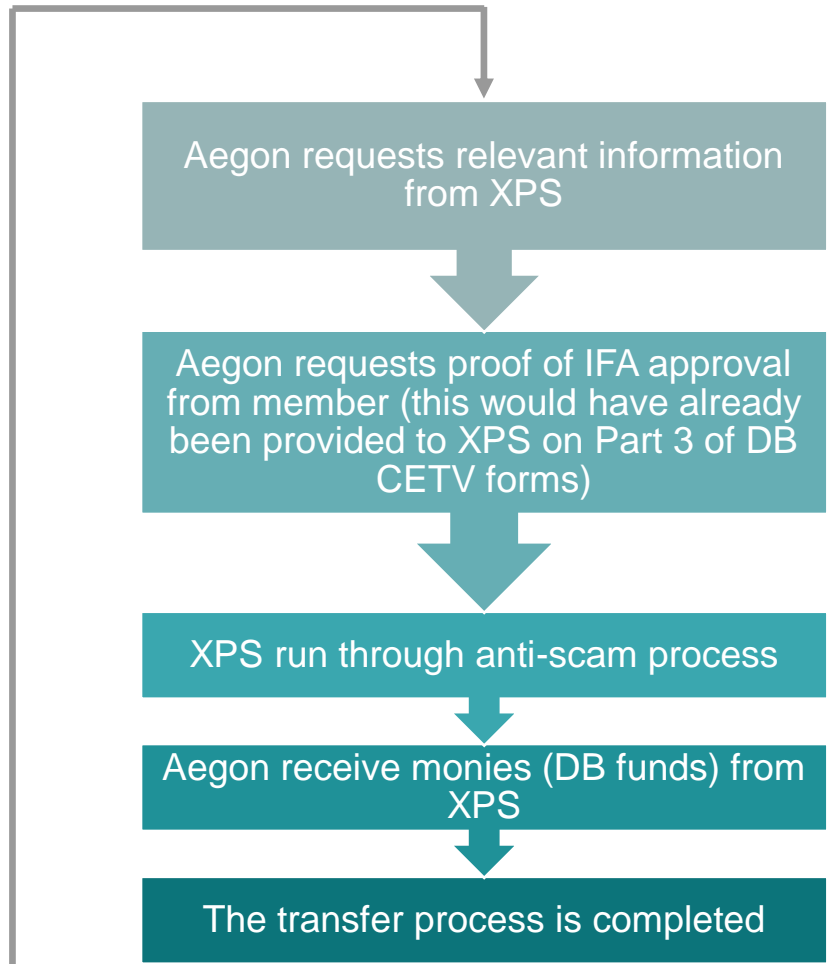 Aegon requests relevant information
from XPS
Aegon requests proof of IFA approval
from member (this would have already
been provided to XPS on Part 3 of DB
CETV forms)
XPS run through anti-scam process
Aegon receive monies (DB funds) from
XPS
The transfer process is completed